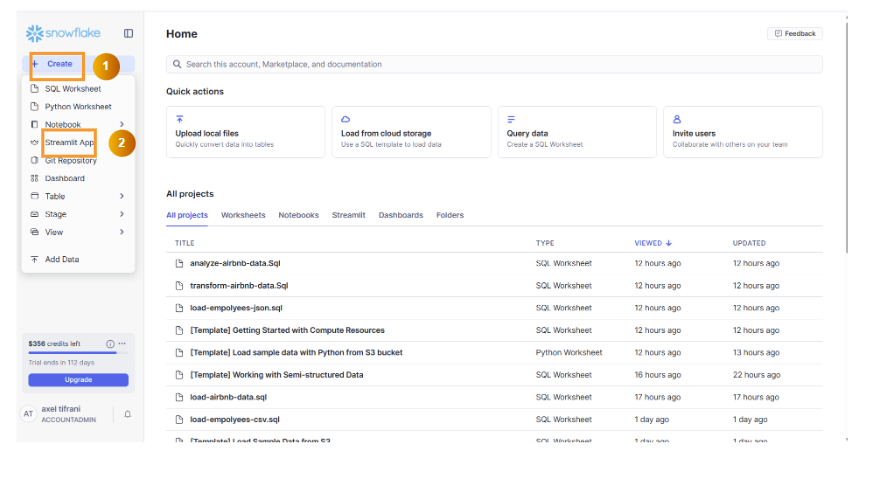 snowflake
+ Create
1
SQL Worksheet
Python Worksheet
Notebook
Streamlit App
2
Git Repository
Dashboard
Table
Stage
View
Add Data
$356 credits left
Trial ends in 112 days
Upgrade
AT
axel tifrani
ACCOUNTADMIN
Home
Feedback
Search this account, Marketplace, and documentation
Quick actions
Upload local files
Quickly convert data into tables
Load from cloud storage
Use a SQL template to load data
Query data
Create a SQL Worksheet
Invite users
Collaborate with others on your team
All projects
All projects Worksheets Notebooks Streamlit Dashboards Folders
TITLE TYPE VIEWED ↓ UPDATED
analyze-airbnb-data.Sql SQL Worksheet 12 hours ago 12 hours ago
transform-airbnb-data.Sql SQL Worksheet 12 hours ago 12 hours ago
load-empolyees-json.sql SQL Worksheet 12 hours ago 12 hours ago
[Template] Getting Started with Compute Resources SQL Worksheet 12 hours ago 12 hours ago
[Template] Load sample data with Python from S3 bucket Python Worksheet 12 hours ago 13 hours ago
[Template] Working with Semi-structured Data SQL Worksheet 16 hours ago 22 hours ago
load-airbnb-data.sql SQL Worksheet 17 hours ago 17 hours ago
load-empolyees-csv.sql SQL Worksheet 1 day ago 1 day ago
[Template] Load Sample Data from S3 SQL Worksheet 1 day ago 1 day ago